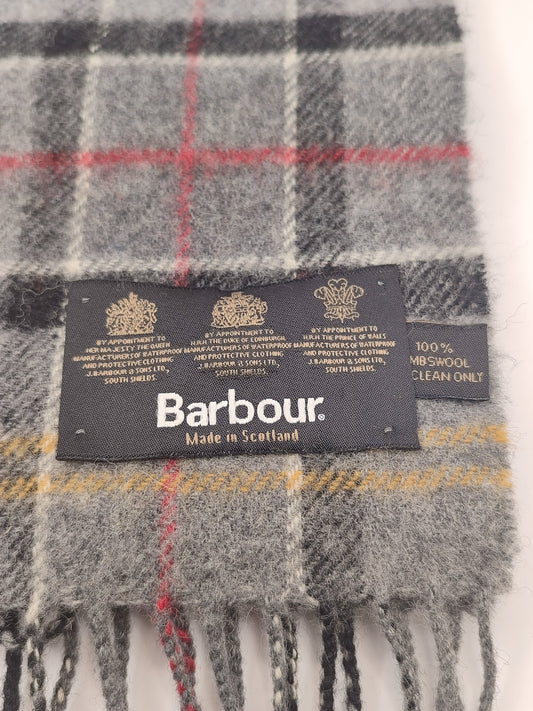 BY APPOINTMENT TO
HER MAJESTY THE QUEEN
MANUFACTURERS OF WATERPROOF
AND PROTECTIVE CLOTHING
J.BARBOUR & SONS LTD,
SOUTH SHIELDS.
BY APPOINTMENT TO
H.R.H THE DUKE OF EDINBURGH
MANUFACTURERS OF WATERPROOF
AND PROTECTIVE CLOTHING
J.BARBOUR & SONS LTD,
SOUTH SHIELDS.
BY APPOINTMENT TO
H.R.H THE PRINCE OF WALES
MANUFACTURERS OF WATERPROOF
AND PROTECTIVE CLOTHING
J.BARBOUR & SONS LTD,
SOUTH SHIELDS.
Barbour®
Made in Scotland
100%
MBSWOOL
CLEAN ONLY